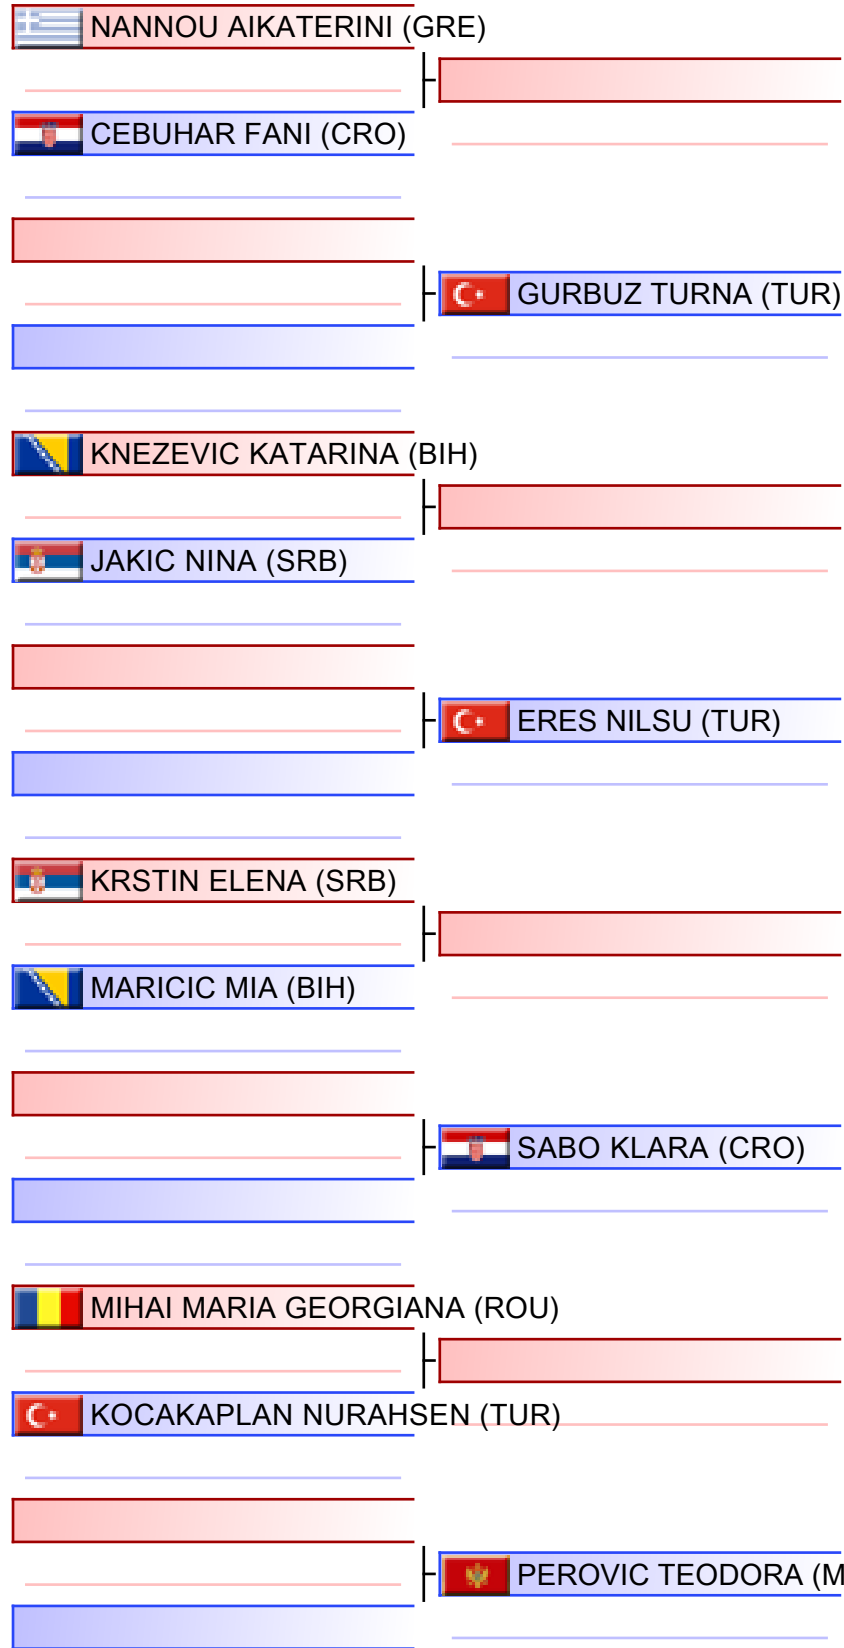 NANNOU AIKATERINI (GRE)
CEBUHAR FANI (CRO)
GURBUZ TURNA (TUR)
KNEZEVIC KATARINA (BIH)
JAKIC NINA (SRB)
ERES NILSU (TUR)
KRSTIN ELENA (SRB)
MARICIC MIA (BIH)
SABO KLARA (CRO)
MIHAI MARIA GEORGIANA (ROU)
KOCAKAPLAN NURAHSEN (TUR)
PEROVIC TEODORA (M